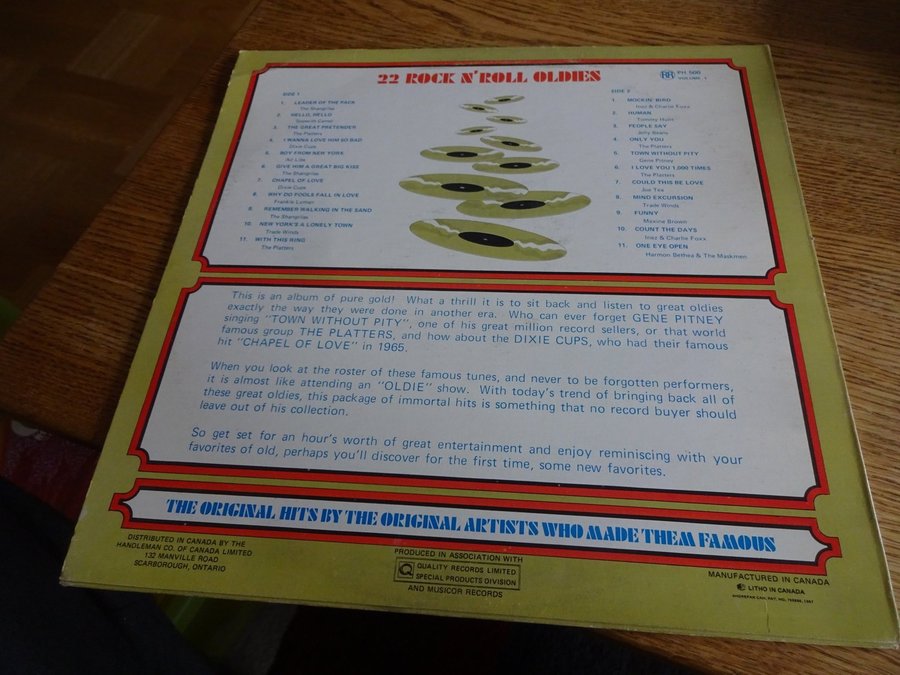 22 ROCK N' ROLL OLDIES
RH PH. 500
VOLUME 1
SIDE 1
1. LEADER OF THE PACK
The Shangrilas
2. HELLO, HELLO
Sopwith Camel
3. THE GREAT PRETENDER
The Platters
4. I WANNA LOVE HIM SO BAD
Dixie Cups
5. BOY FROM NEW YORK
Ad Libs
6. GIVE HIM A GREAT BIG KISS
The Shangrilas
7. CHAPEL OF LOVE
Dixie Cups
8. WHY DO FOOLS FALL IN LOVE
Frankie Lyman
9. REMEMBER WALKING IN THE SAND
The Shangrilas
10. NEW YORK'S A LONELY TOWN
Trade Winds
11. WITH THIS RING
The Platters
SIDE 2
1. MOCKIN' BIRD
Inez & Charlie Foxx
2. HUMAN
Tommy Hunt
3. PEOPLE SAY
Jelly Beans
4. ONLY YOU
The Platters
5. TOWN WITHOUT PITY
Gene Pitney
6. I LOVE YOU 1,000 TIMES
The Platters
7. COULD THIS BE LOVE
Joe Tex
8. MIND EXCURSION
Trade Winds
9. FUNNY
Maxine Brown
10. COUNT THE DAYS
Inez & Charlie Foxx
11. ONE EYE OPEN
Harmon Bethea & The Maskmen
This is an album of pure gold! What a thrill it is to sit back and listen to great oldies
exactly the way they were done in another era. Who can ever forget GENE PITNEY
singing "TOWN WITHOUT PITY", one of his great million record sellers, or that world
famous group THE PLATTERS, and how about the DIXIE CUPS, who had their famous
hit "CHAPEL OF LOVE" in 1965.
When you look at the roster of these famous tunes, and never to be forgotten performers,
it is almost like attending an "OLDIE" show. With today's trend of bringing back all of
these great oldies, this package of immortal hits is something that no record buyer should
leave out of his collection.
So get set for an hour's worth of great entertainment and enjoy reminiscing with your
favorites of old, perhaps you'll discover for the first time, some new favorites.
THE ORIGINAL HITS BY THE ORIGINAL ARTISTS WHO MADE THEM FAMOUS
DISTRIBUTED IN CANADA BY THE
HANDLEMAN CO. OF CANADA LIMITED
132 MANVILLE ROAD
SCARBOROUGH, ONTARIO
PRODUCED IN ASSOCIATION WITH
Q QUALITY RECORDS LIMITED
SPECIAL PRODUCTS DIVISION
AND MUSICOR RECORDS
MANUFACTURED IN CANADA
LITHO IN CANADA
SHOREPAK CAN. PAT. NO.